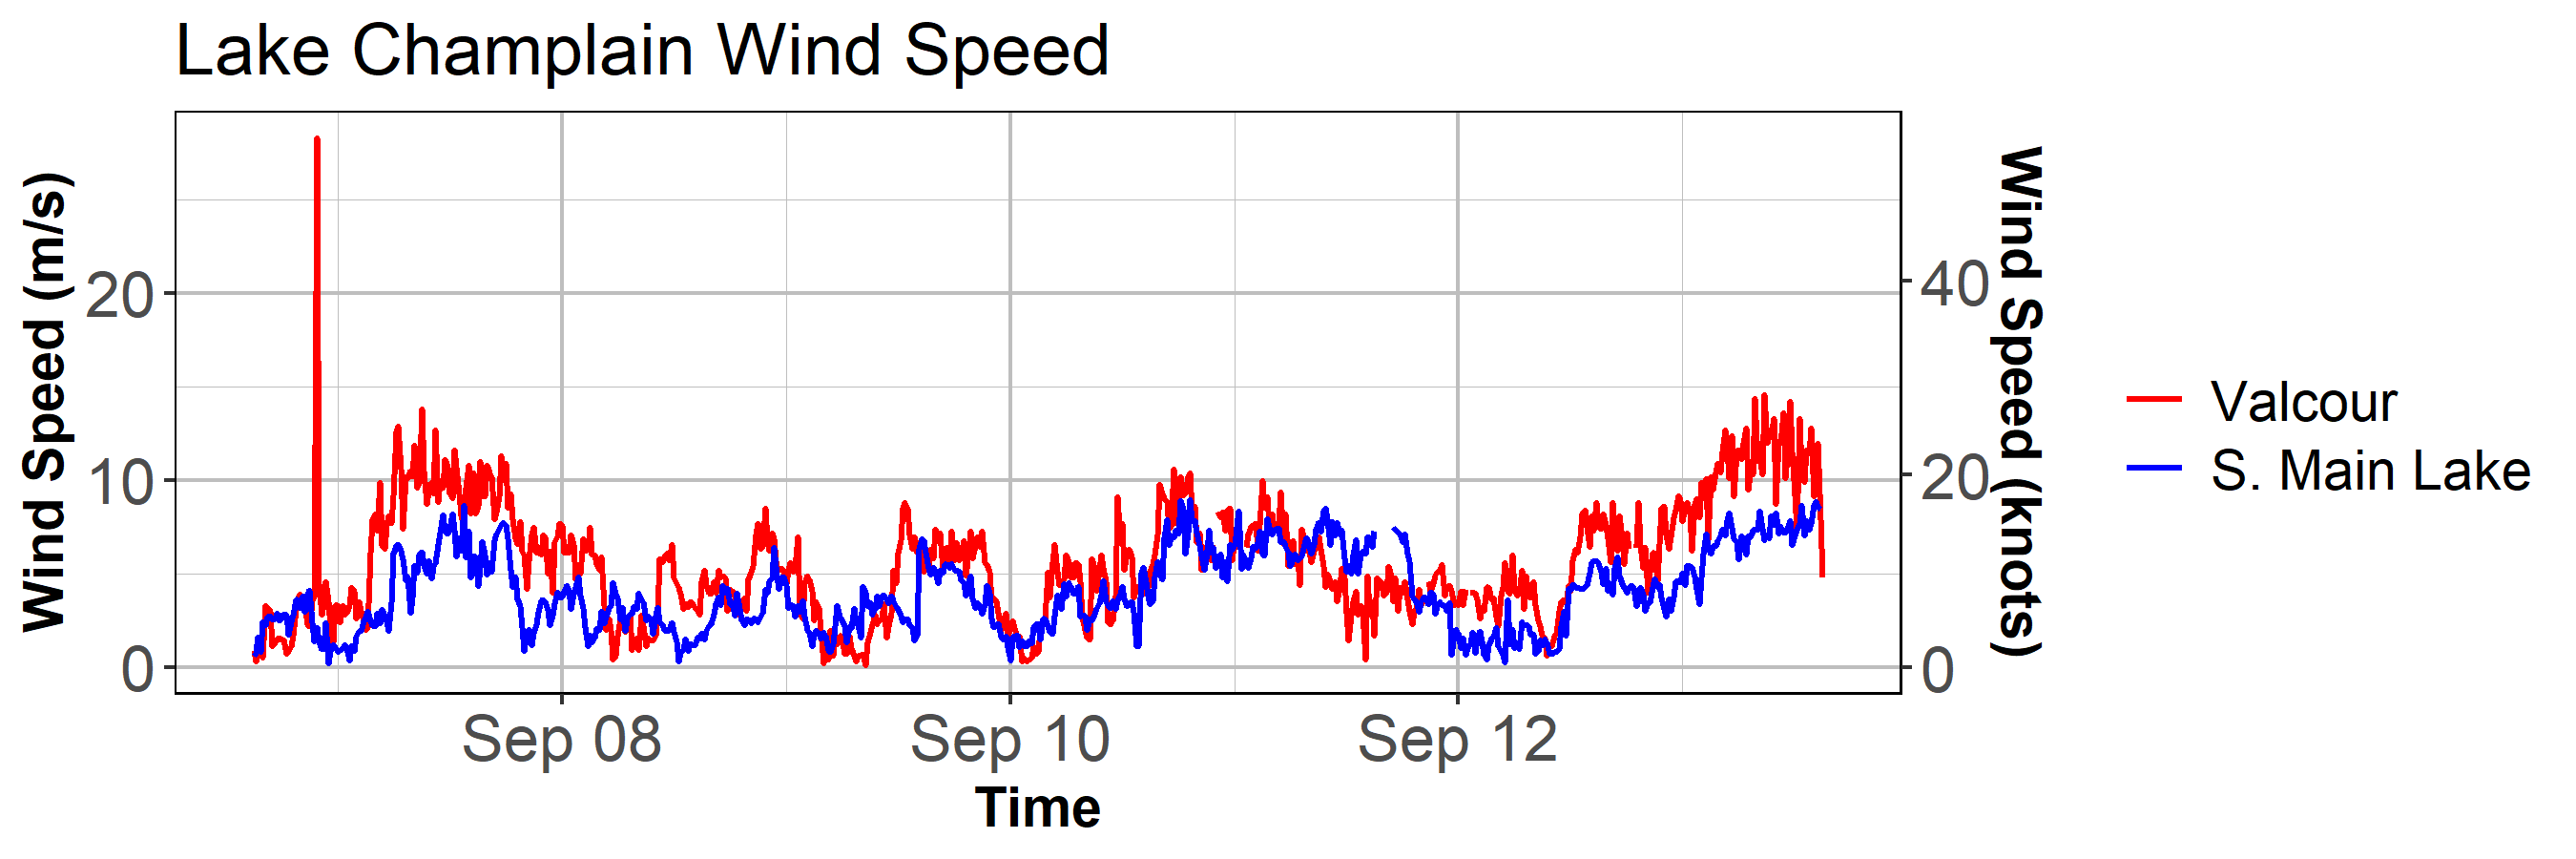 Lake Champlain Wind Speed
Wind Speed (m/s)
20
10
0
40
20
0
Wind Speed (knots)
Sep 08
Sep 10
Sep 12
Time
Valcour
S. Main Lake